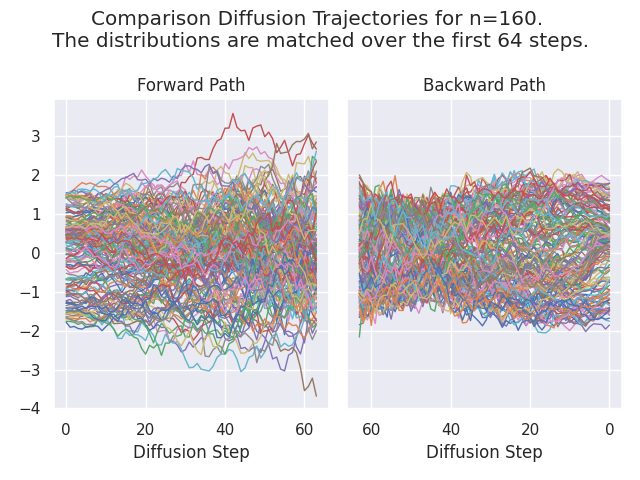 Comparison Diffusion Trajectories for n=160.
The distributions are matched over the first 64 steps.
Forward Path
Backward Path
3
2
1
0
−1
−2
−3
−4
0 20 40 60
60 40 20 0
Diffusion Step
Diffusion Step